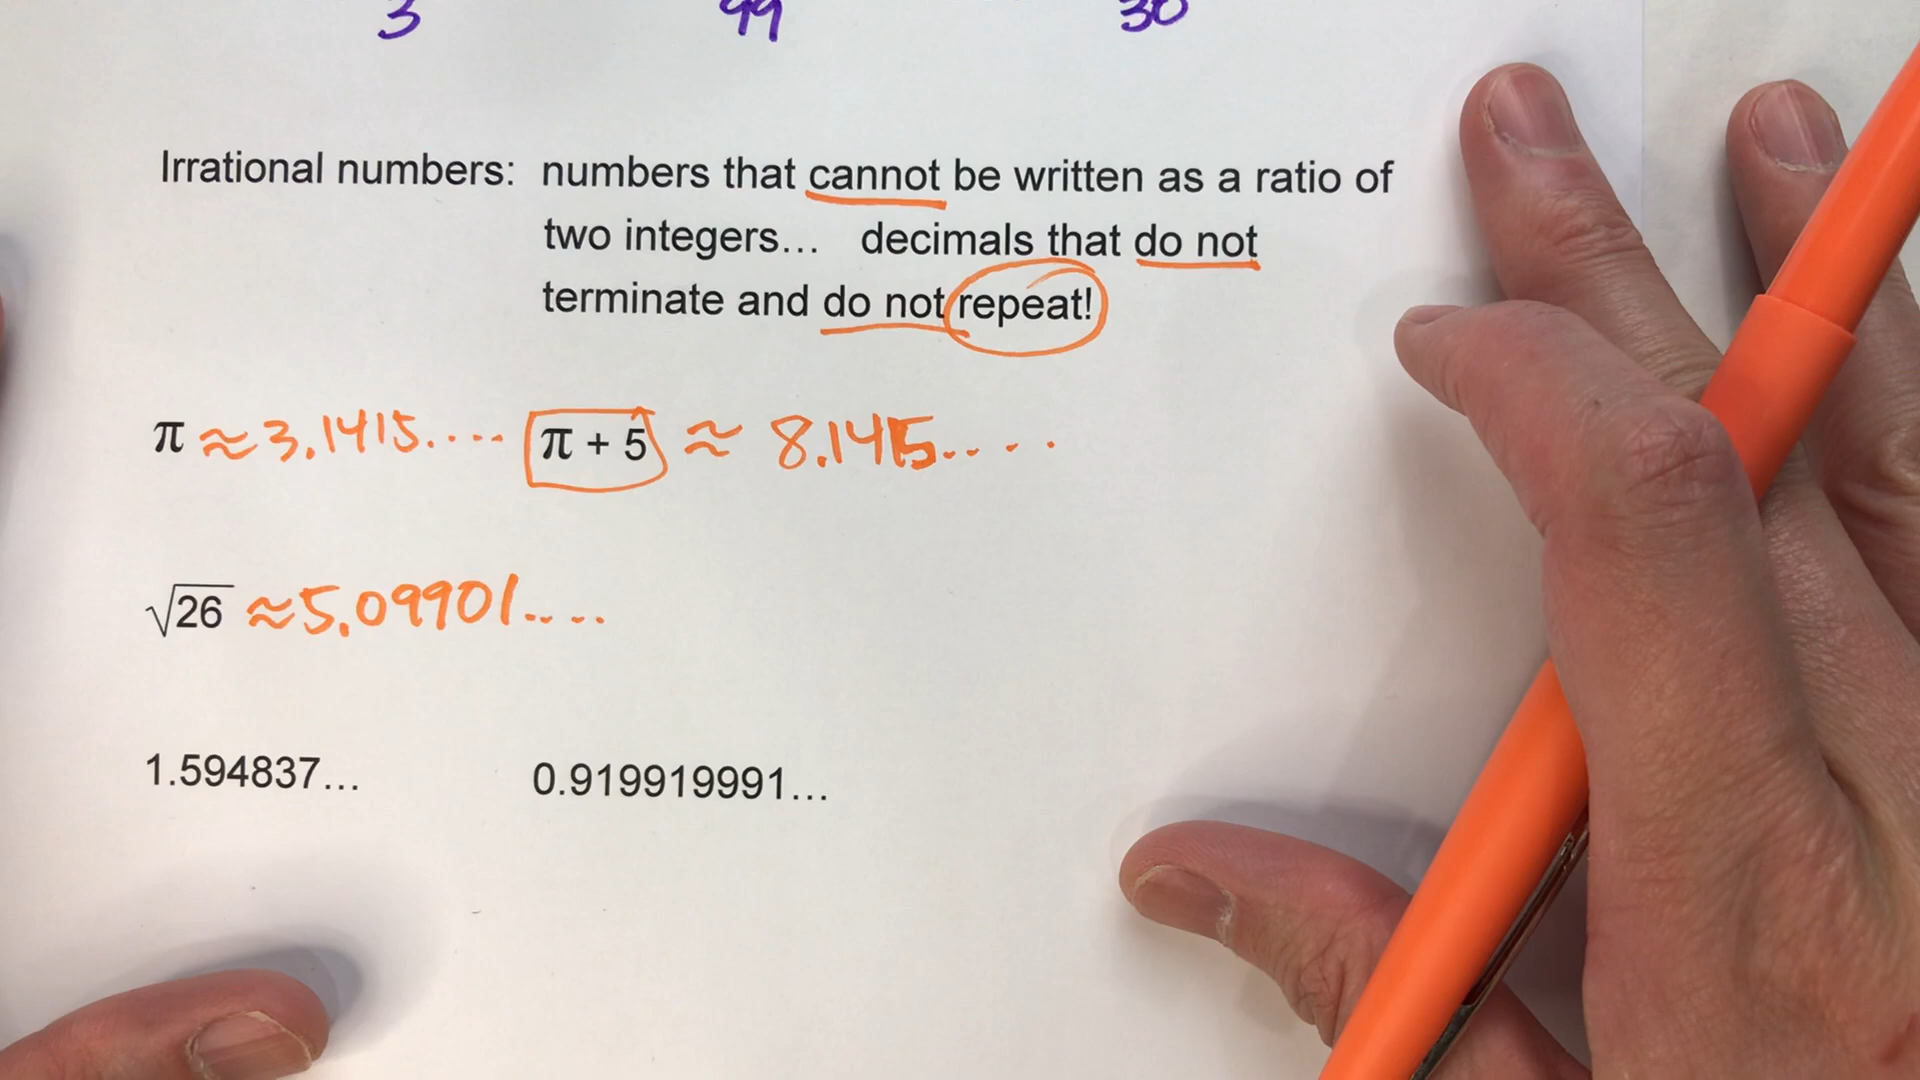 3 99 30
Irrational numbers: numbers that cannot be written as a ratio of
two integers... decimals that do not
terminate and do not repeat!
π ≈ 3.1415.... π + 5 ≈ 8.1415....
√26 ≈ 5.09901....
1.594837... 0.919919991...